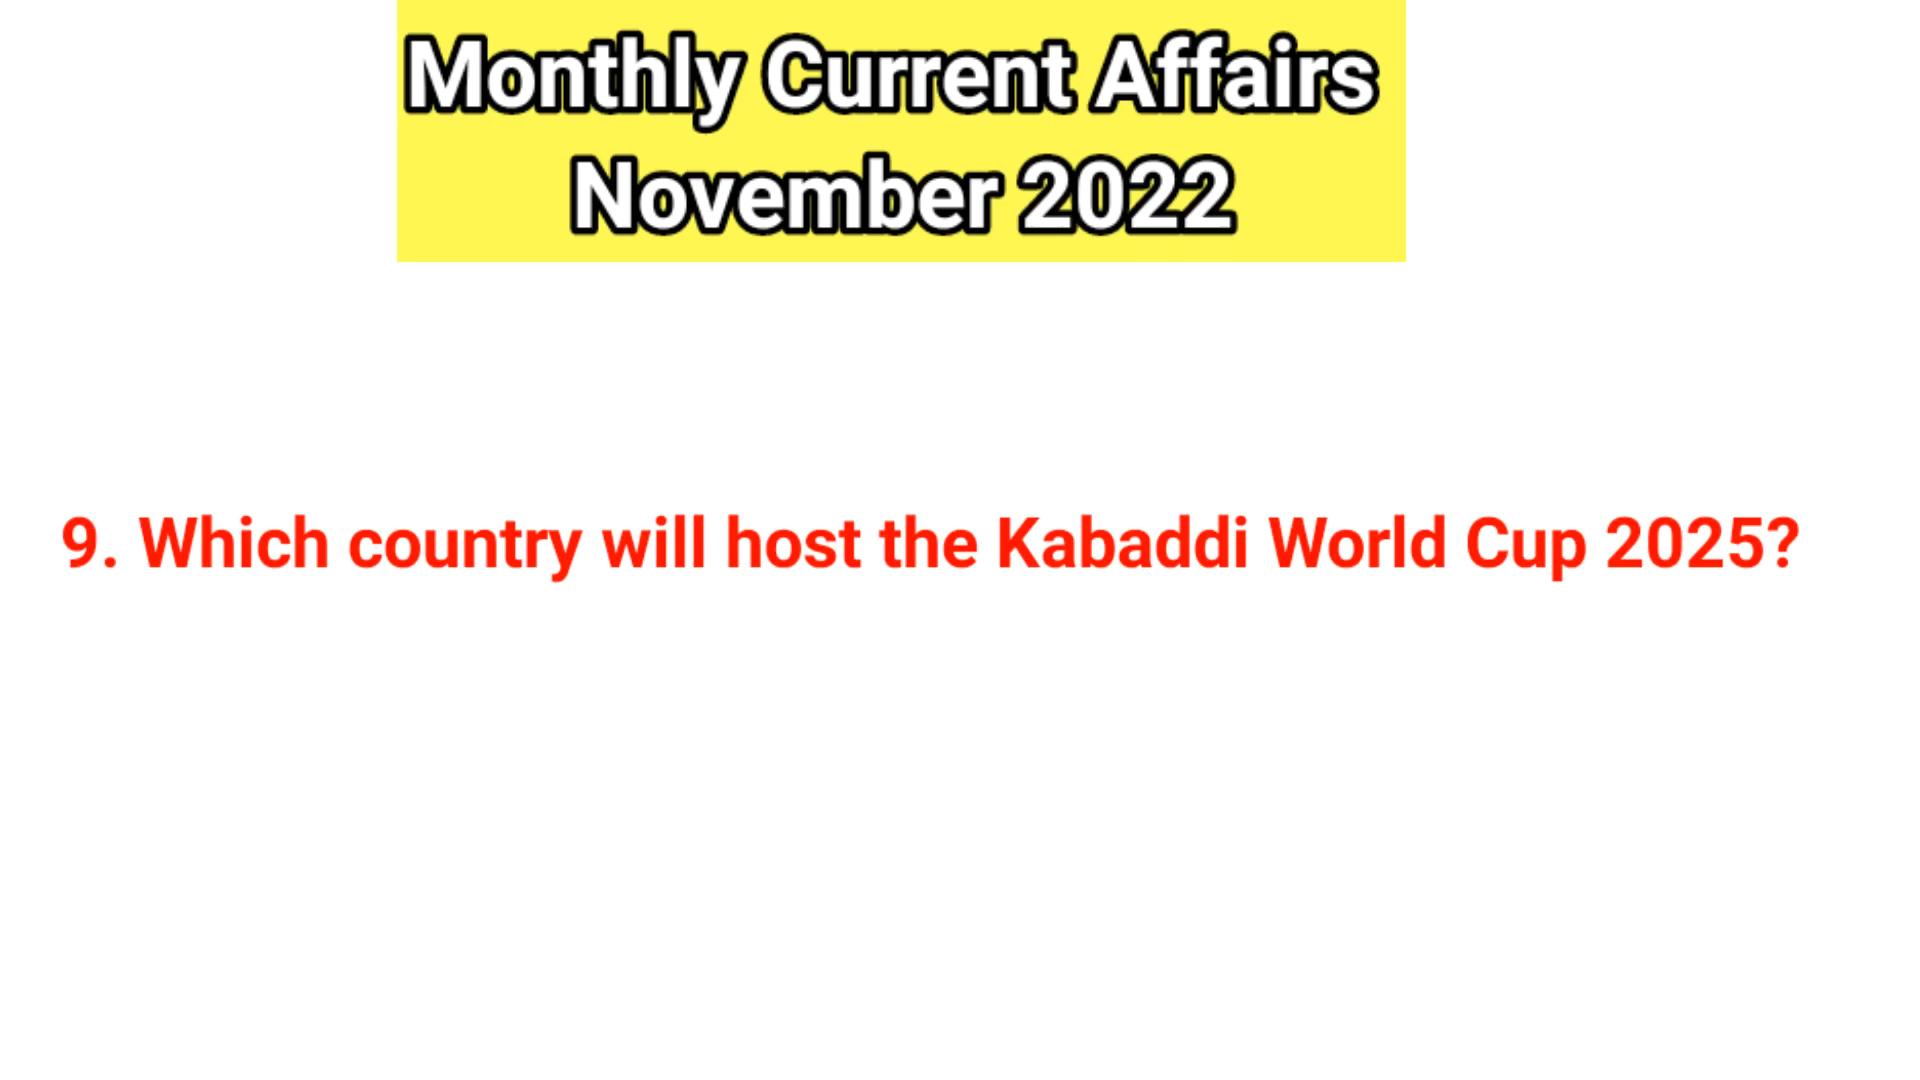 Monthly Current Affairs
November 2022
9. Which country will host the Kabaddi World Cup 2025?